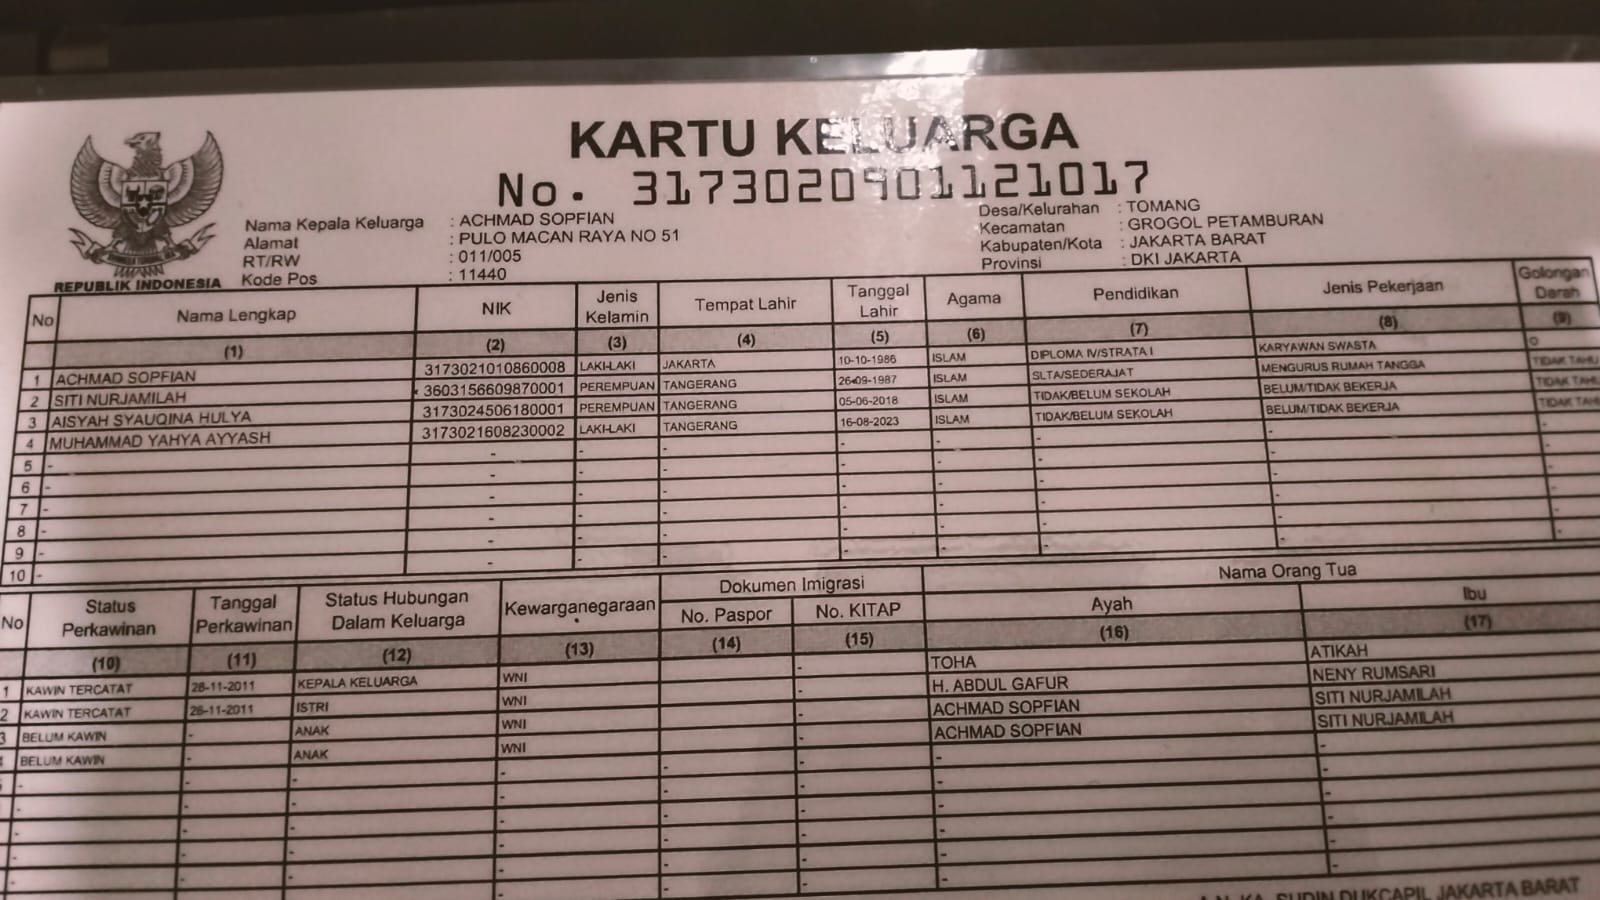 KARTU KELUARGA
No. 3173020901121017
Nama Kepala Keluarga : ACHMAD SOPFIAN
Alamat : PULO MACAN RAYA NO 51
RT/RW : 011/005
Kode Pos : 11440
Desa/Kelurahan : TOMANG
Kecamatan : GROGOL PETAMBURAN
Kabupaten/Kota : JAKARTA BARAT
Provinsi : DKI JAKARTA
REPUBLIK INDONESIA
No Nama Lengkap NIK Jenis Kelamin Tempat Lahir Tanggal Lahir Agama Pendidikan Jenis Pekerjaan Golongan Darah
(1) (2) (3) (4) (5) (6) (7) (8) (9)
1 ACHMAD SOPFIAN 3173021010860008 LAKI-LAKI JAKARTA 10-10-1986 ISLAM DIPLOMA IV/STRATA I KARYAWAN SWASTA O
2 SITI NURJAMILAH 3603156609870001 PEREMPUAN TANGERANG 26-09-1987 ISLAM SLTA/SEDERAJAT MENGURUS RUMAH TANGGA TIDAK TAHU
3 AISYAH SYAUQINA HULYA 3173024506180001 PEREMPUAN TANGERANG 05-06-2018 ISLAM TIDAK/BELUM SEKOLAH BELUM/TIDAK BEKERJA TIDAK TAHU
4 MUHAMMAD YAHYA AYYASH 3173021608230002 LAKI-LAKI TANGERANG 16-08-2023 ISLAM TIDAK/BELUM SEKOLAH BELUM/TIDAK BEKERJA TIDAK TAHU
5 - - - - - - - - -
6 - - - - - - - - -
7 - - - - - - - - -
8 - - - - - - - - -
9 - - - - - - - - -
10 - - - - - - - - -
No Status Perkawinan Tanggal Perkawinan Status Hubungan Dalam Keluarga Kewarganegaraan Dokumen Imigrasi Nama Orang Tua
No. Paspor No. KITAP Ayah Ibu
(10) (11) (12) (13) (14) (15) (16) (17)
1 KAWIN TERCATAT 28-11-2011 KEPALA KELUARGA WNI - TOHA ATIKAH
2 KAWIN TERCATAT 28-11-2011 ISTRI WNI - H. ABDUL GAFUR NENY RUMSARI
3 BELUM KAWIN - ANAK WNI - ACHMAD SOPFIAN SITI NURJAMILAH
4 BELUM KAWIN - ANAK WNI - ACHMAD SOPFIAN SITI NURJAMILAH
- - - - - - -
- - - - - - -
- - - - - - -
- - - - - - -
- - - - - - -
SUDIN DUKCAPIL JAKARTA BARAT